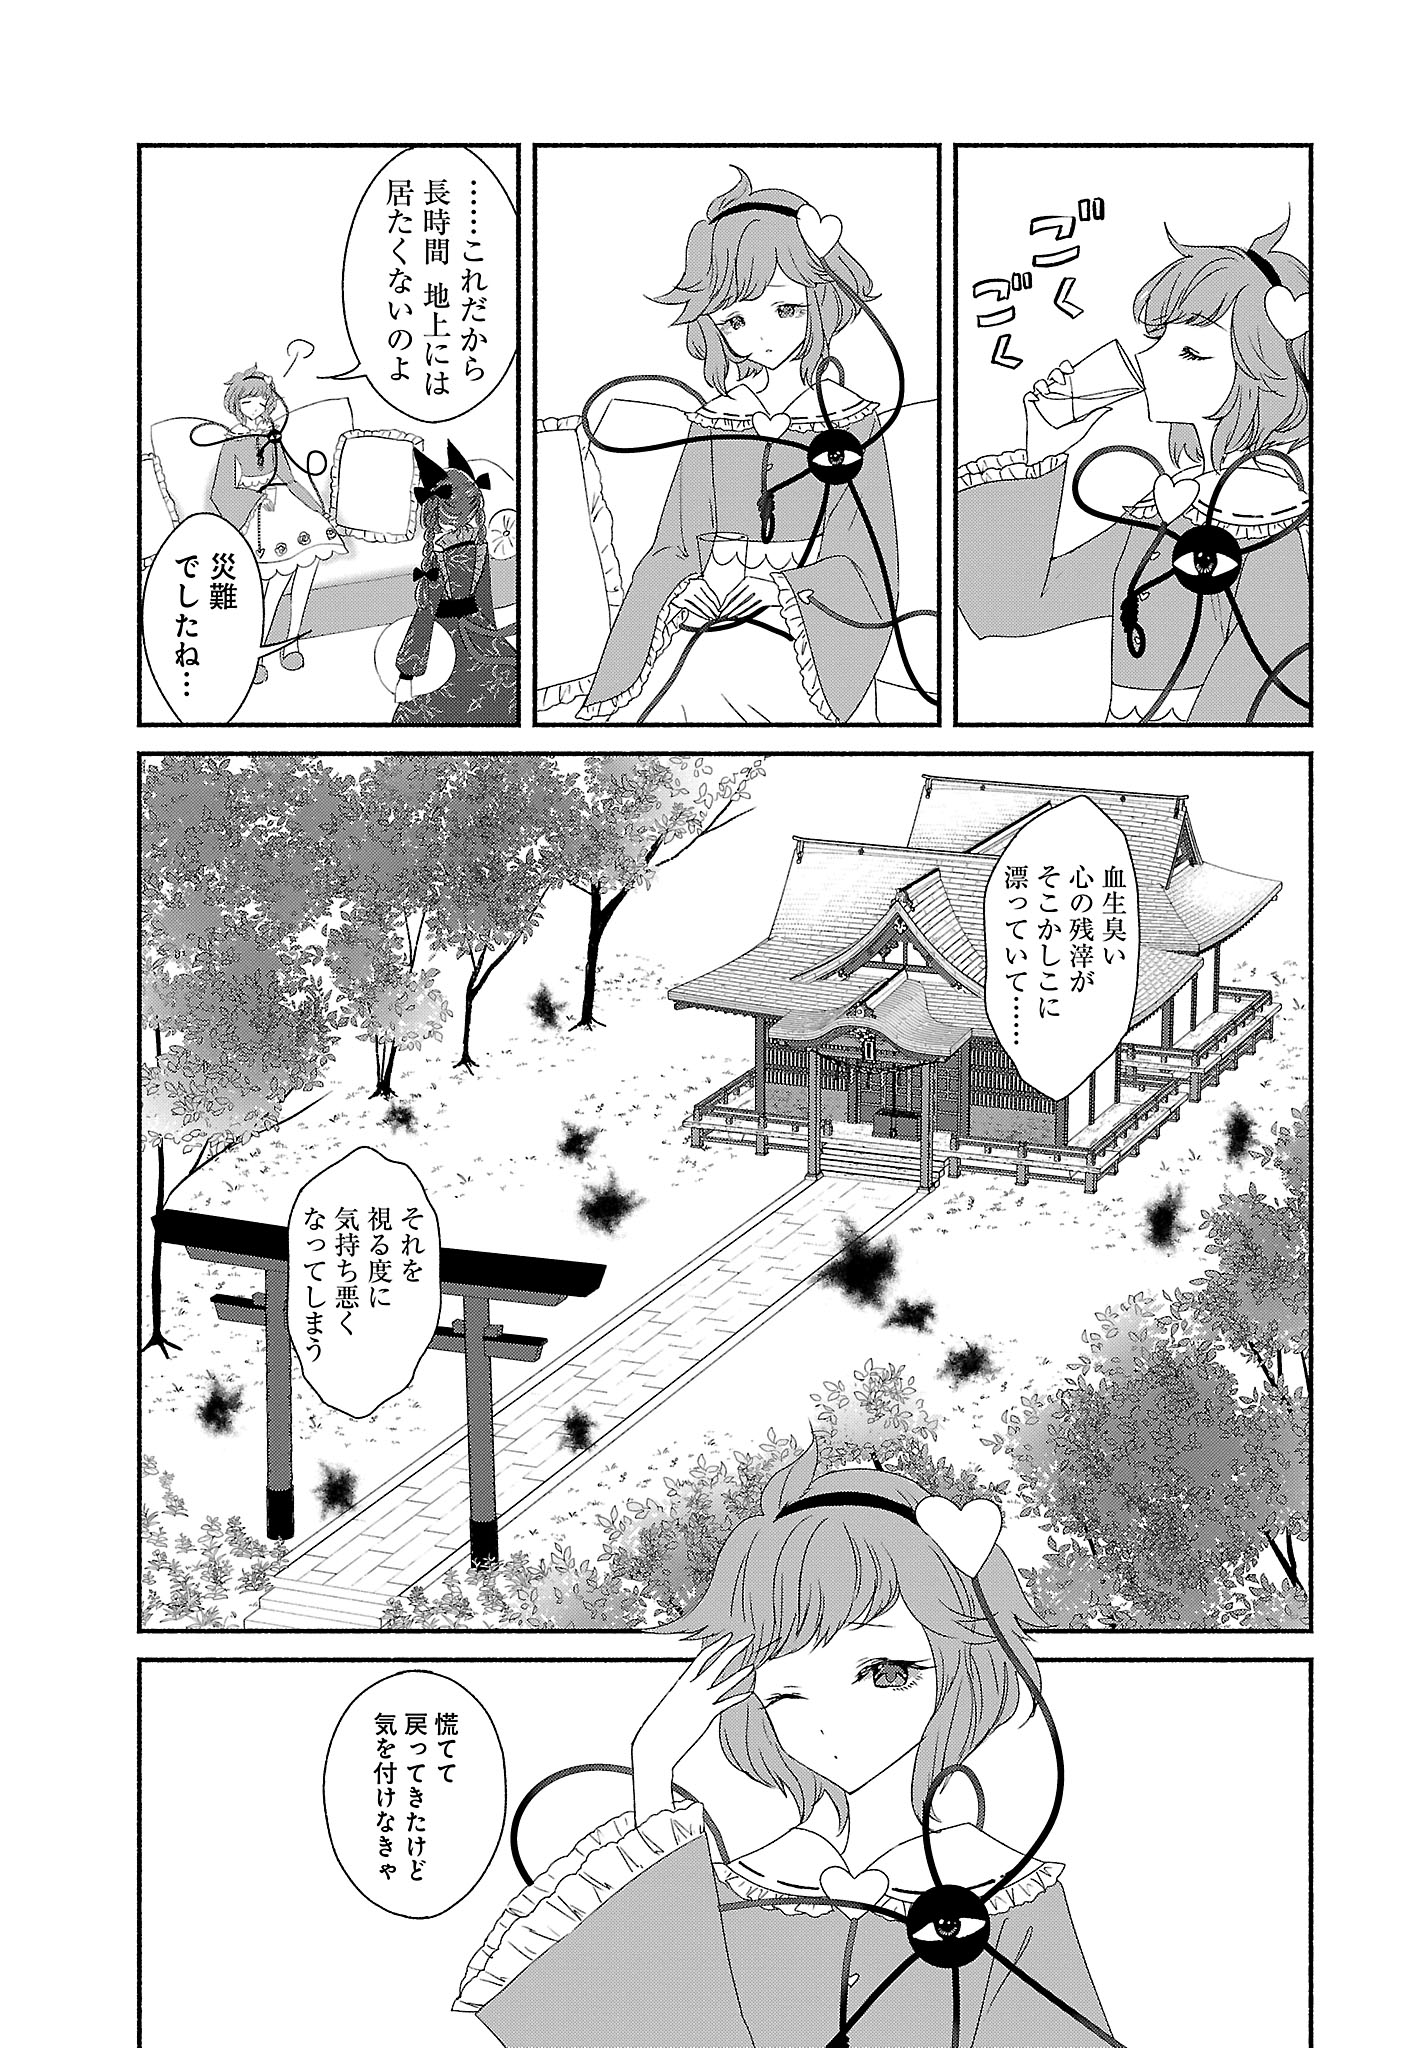 ごく
ごく
……これだから
長時間 地上には
居たくないのよ
災難
でしたね…
血生臭い
心の残滓が
そこかしこに
漂っていて……
それを
視る度に
気持ち悪く
なってしまう
慌てて
戻ってきたけど
気を付けなきゃ